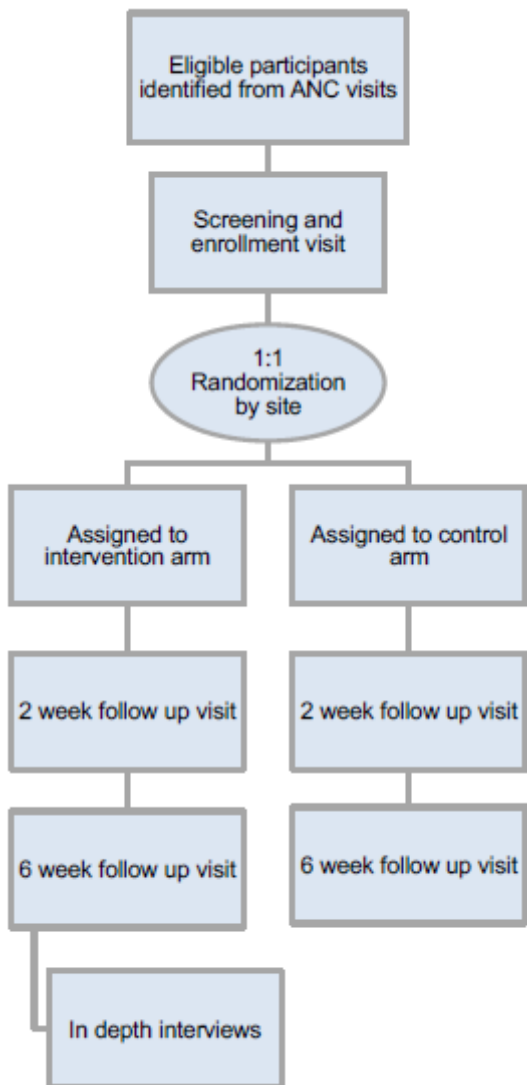 Eligible participants
identified from ANC visits
Screening and
enrollment visit
1:1
Randomization
by site
Assigned to
intervention arm
Assigned to control
arm
2 week follow up visit
2 week follow up visit
6 week follow up visit
6 week follow up visit
In depth interviews